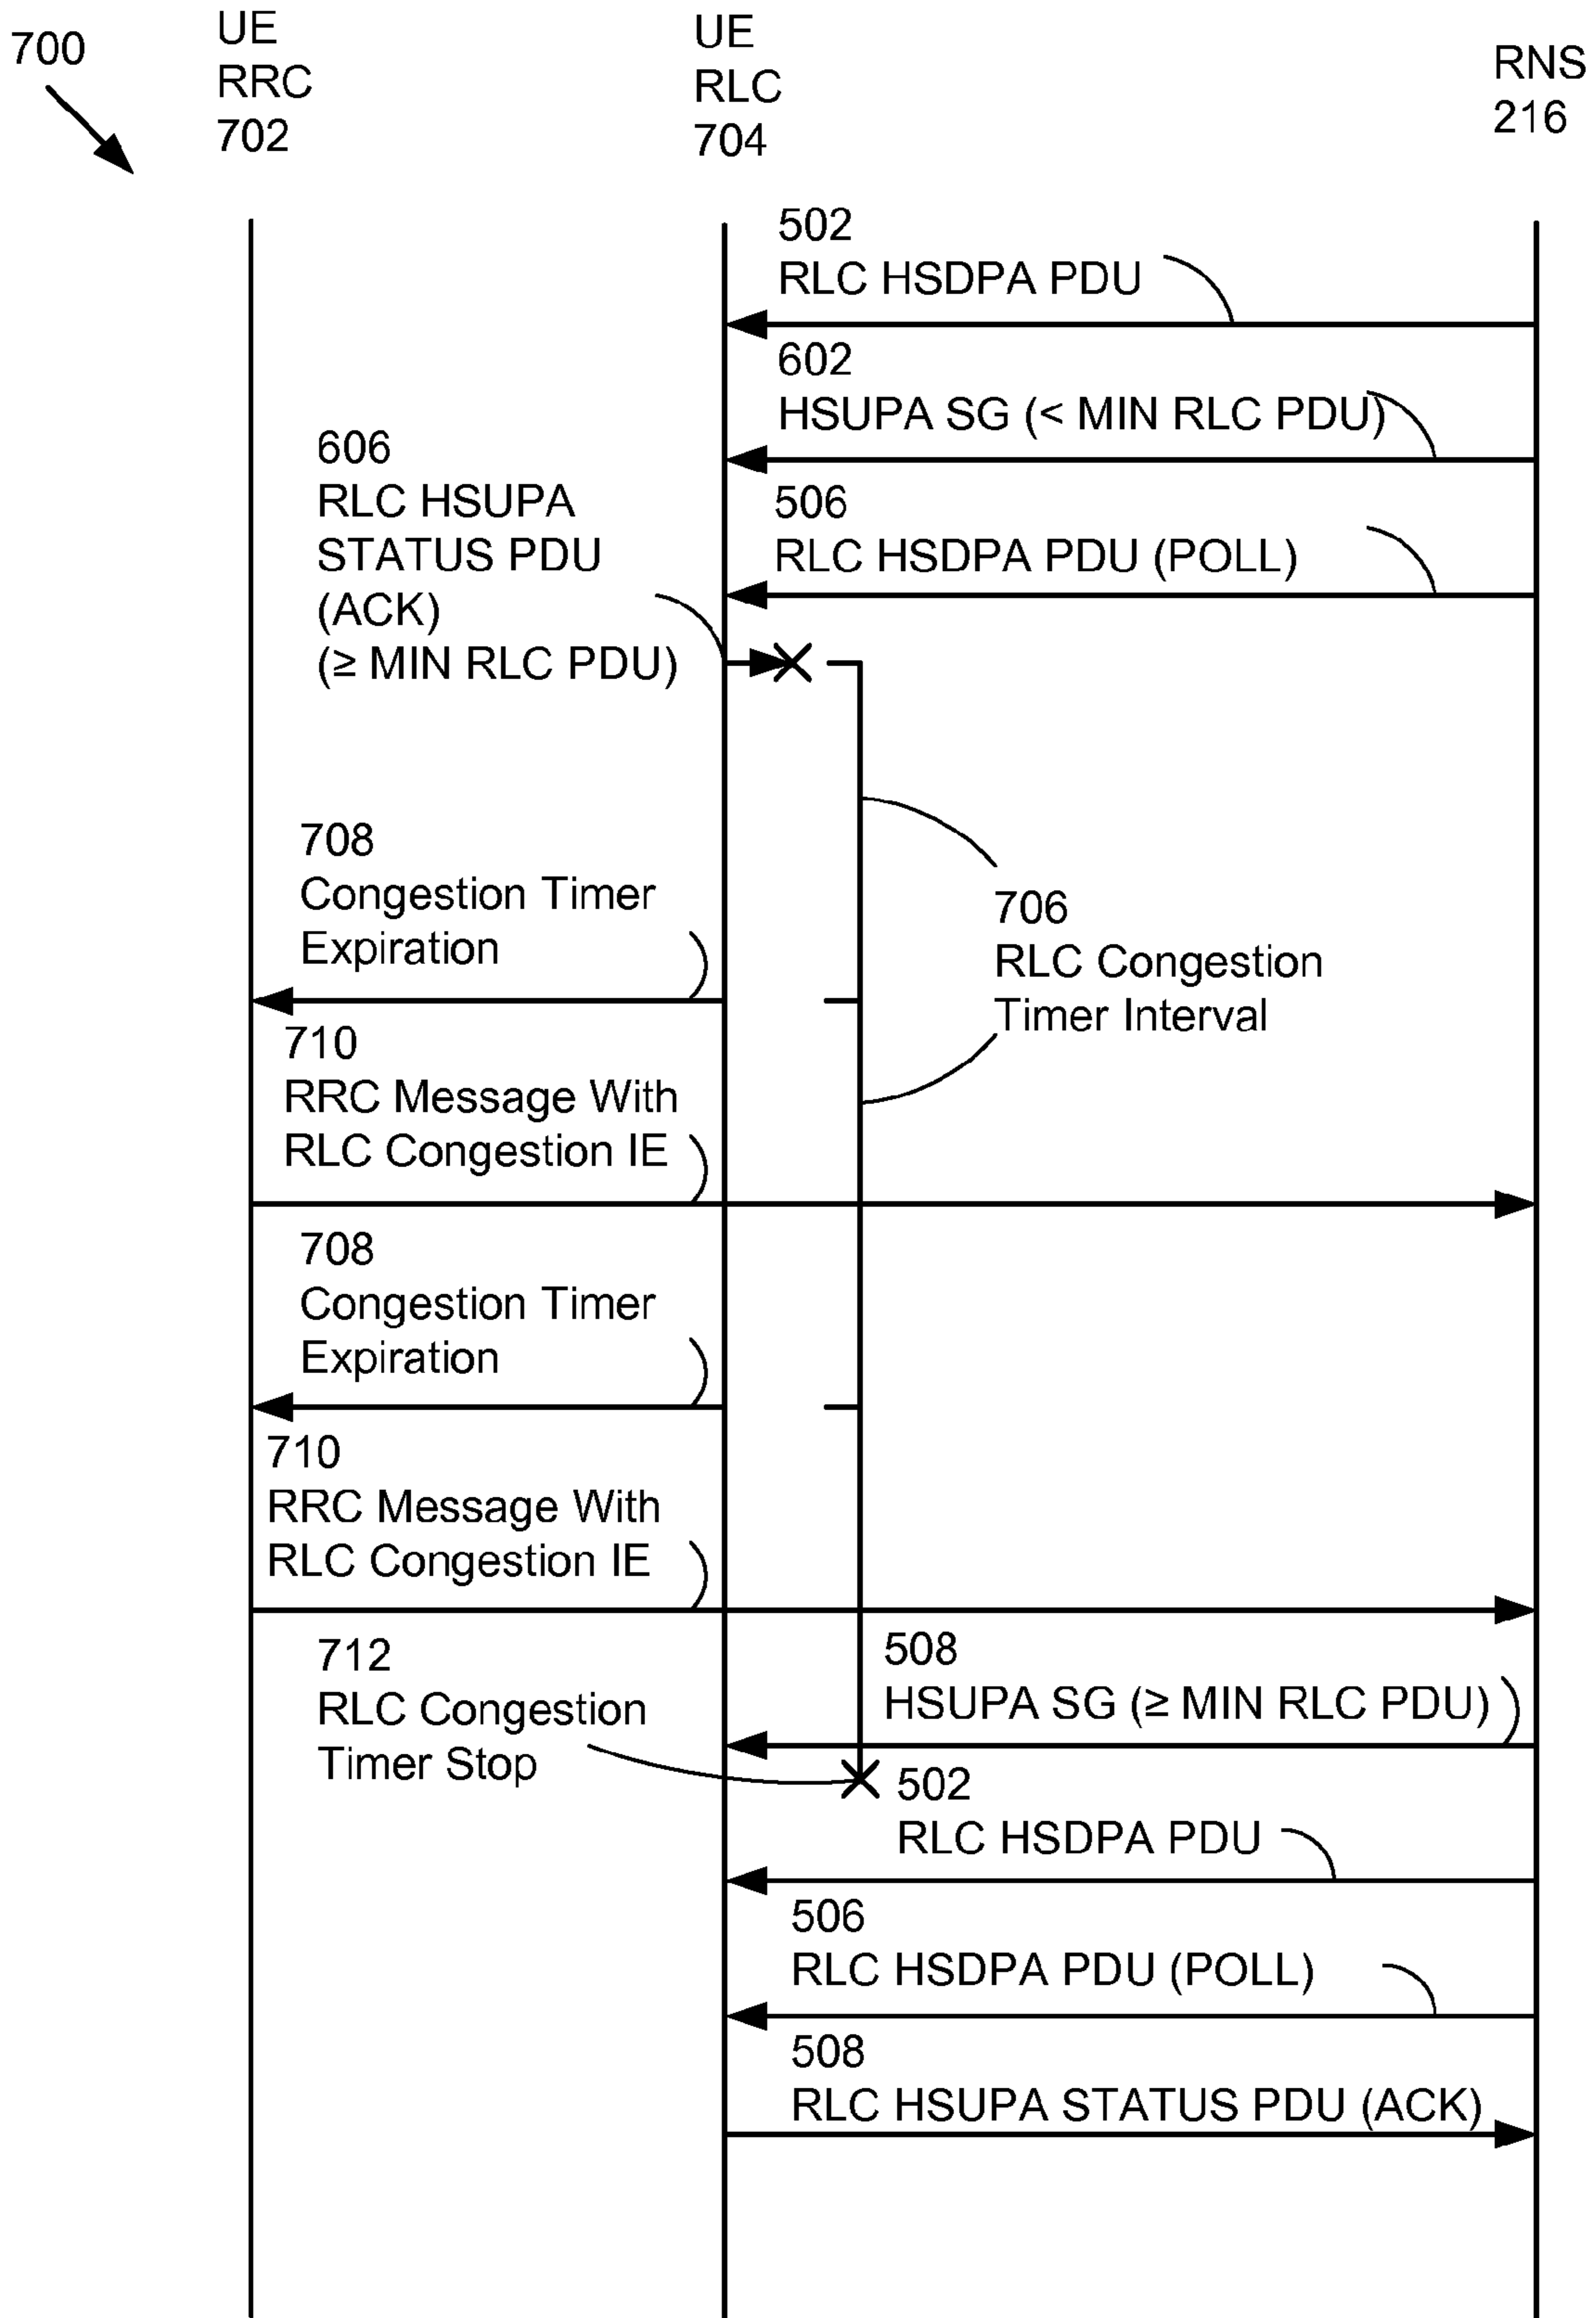 700
UE
RRC
702
UE
RLC
704
RNS
216
502
RLC HSDPA PDU
602
HSUPA SG (< MIN RLC PDU)
606
RLC HSUPA
STATUS PDU
(ACK)
(≥ MIN RLC PDU)
506
RLC HSDPA PDU (POLL)
708
Congestion Timer
Expiration
706
RLC Congestion
Timer Interval
710
RRC Message With
RLC Congestion IE
708
Congestion Timer
Expiration
710
RRC Message With
RLC Congestion IE
712
RLC Congestion
Timer Stop
508
HSUPA SG (≥ MIN RLC PDU)
502
RLC HSDPA PDU
506
RLC HSDPA PDU (POLL)
508
RLC HSUPA STATUS PDU (ACK)